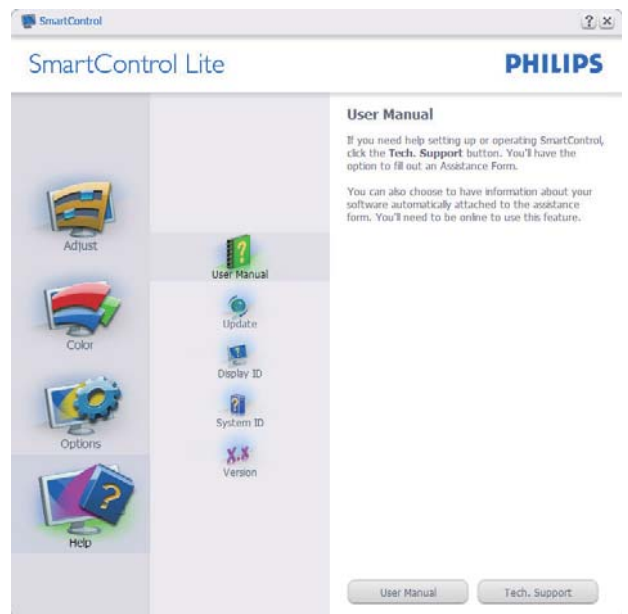 SmartControl
SmartControl Lite
PHILIPS
Adjust
Color
Options
Help
User Manual
Update
Display ID
System ID
X.X
Version
User Manual
If you need help setting up or operating SmartControl,
click the Tech. Support button. You'll have the
option to fill out an Assistance Form.
You can also choose to have information about your
software automatically attached to the assistance
form. You'll need to be online to use this feature.
User Manual
Tech. Support